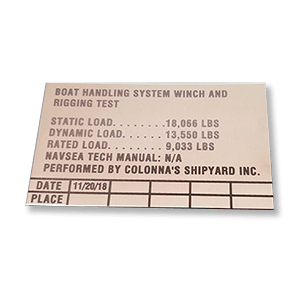 BOAT HANDLING SYSTEM WINCH AND
RIGGING TEST
STATIC LOAD. . . . . . . .18,066 LBS
DYNAMIC LOAD. . . . . .13,550 LBS
RATED LOAD. . . . . . . . 9,033 LBS
NAVSEA TECH MANUAL: N/A
PERFORMED BY COLONNA'S SHIPYARD INC.
DATE 11/20/18
PLACE